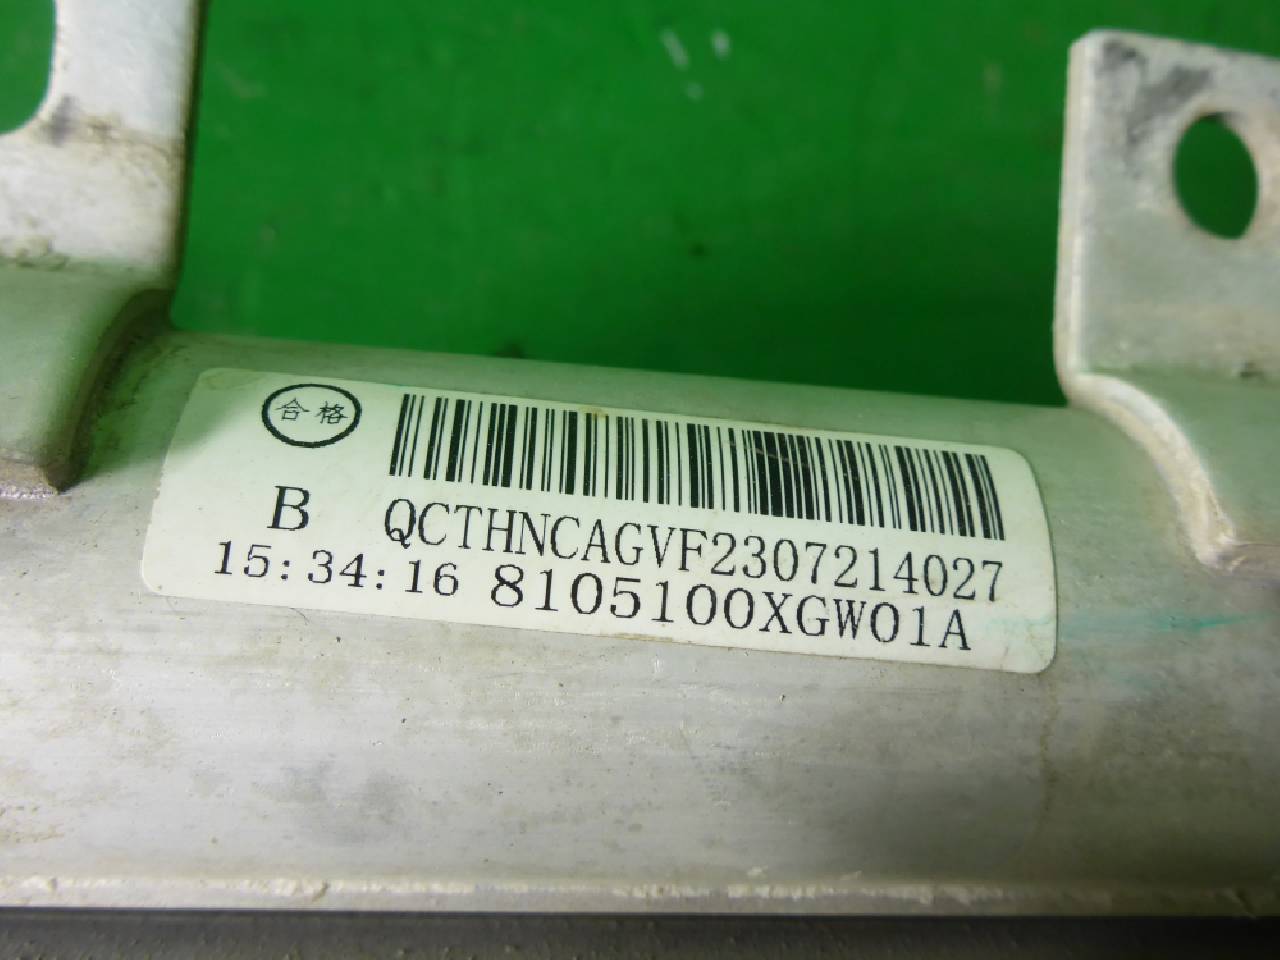 合格
B QCTHNCAGVF2307214027
15:34:16 8105100XGW01A